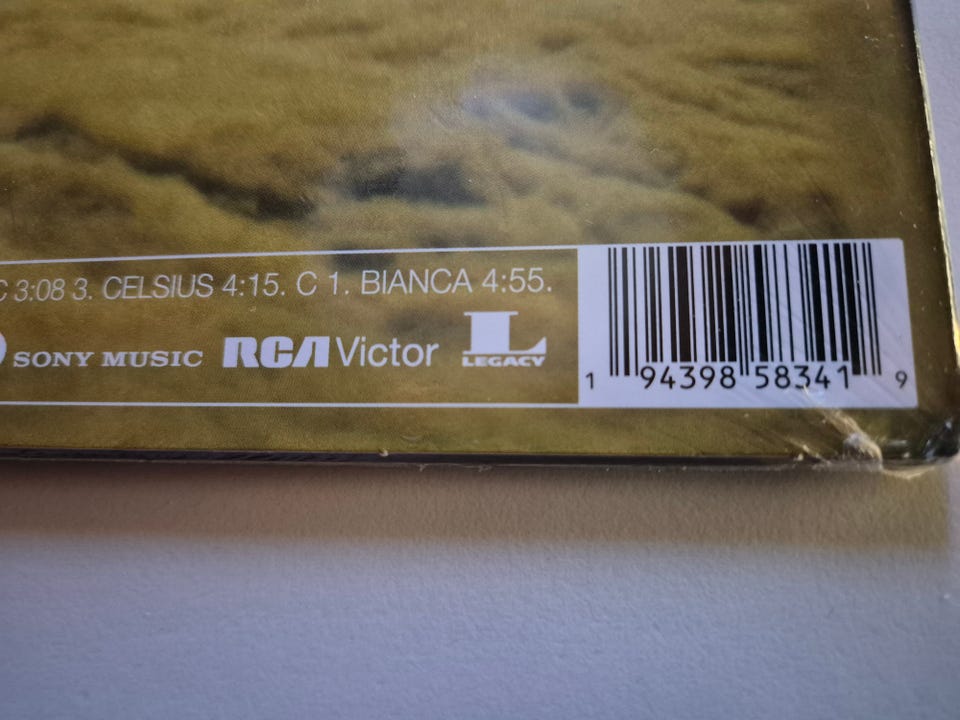 C 3:08 3. CELSIUS 4:15. C 1. BIANCA 4:55.
SONY MUSIC RCA Victor L LEGACY
1 94398 58341 9